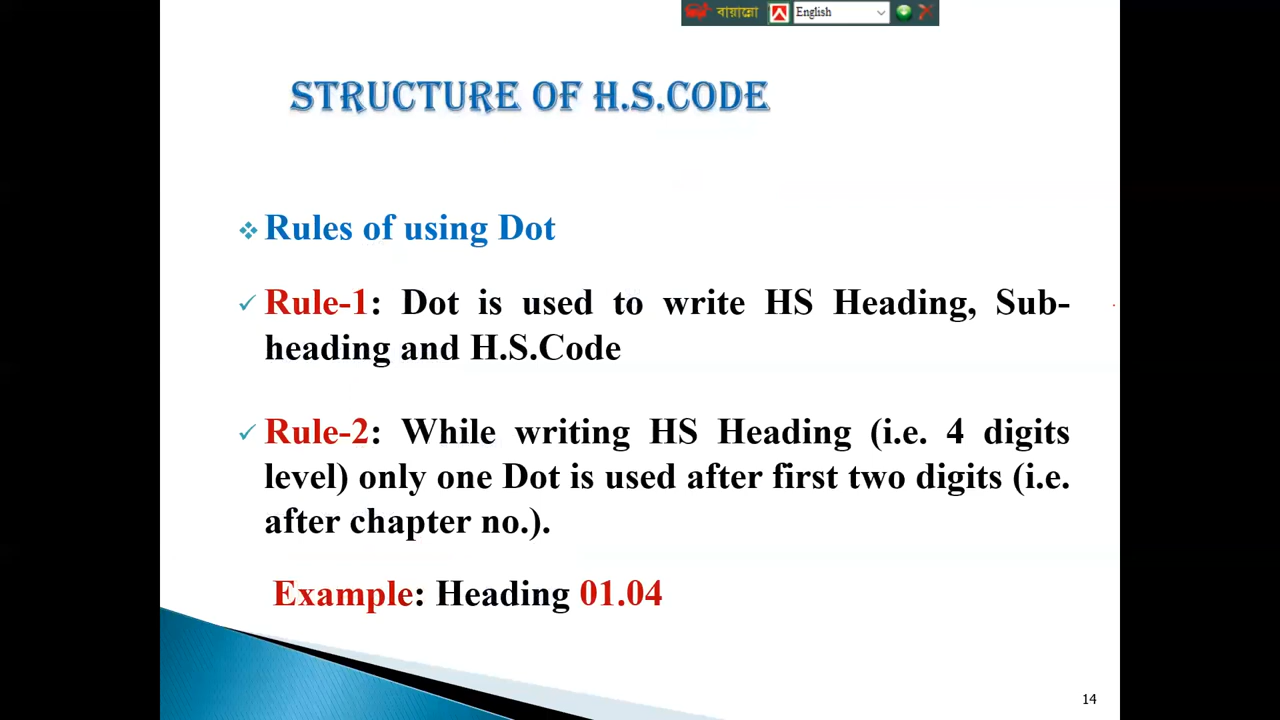 বায়ান্নো English
STRUCTURE OF H.S.CODE
Rules of using Dot
Rule-1: Dot is used to write HS Heading, Sub-
heading and H.S.Code
Rule-2: While writing HS Heading (i.e. 4 digits
level) only one Dot is used after first two digits (i.e.
after chapter no.).
Example: Heading 01.04
14